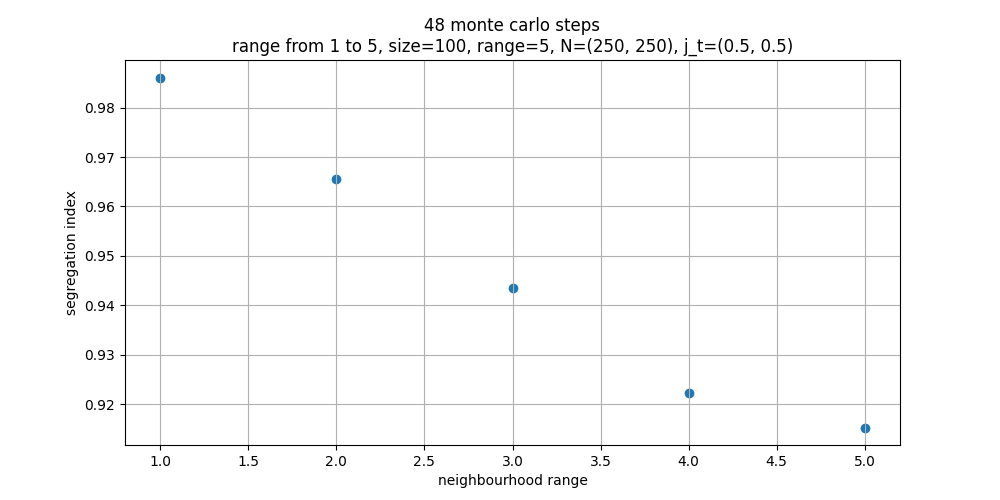 48 monte carlo steps
range from 1 to 5, size=100, range=5, N=(250, 250), j_t=(0.5, 0.5)
segregation index
0.98
0.97
0.96
0.95
0.94
0.93
0.92
1.0 1.5 2.0 2.5 3.0 3.5 4.0 4.5 5.0
neighbourhood range